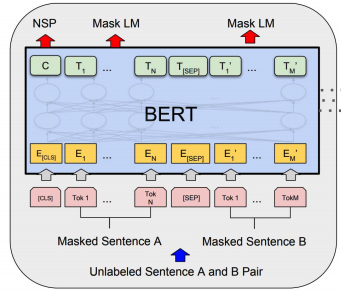 NSP Mask LM Mask LM
C T1 ... TN T[SEP] T1' ... TM'
BERT
E[CLS] E1 ... EN E[SEP] E1' ... EM'
[CLS] Tok 1 ... Tok N [SEP] Tok 1 ... TokM
Masked Sentence A Masked Sentence B
Unlabeled Sentence A and B Pair